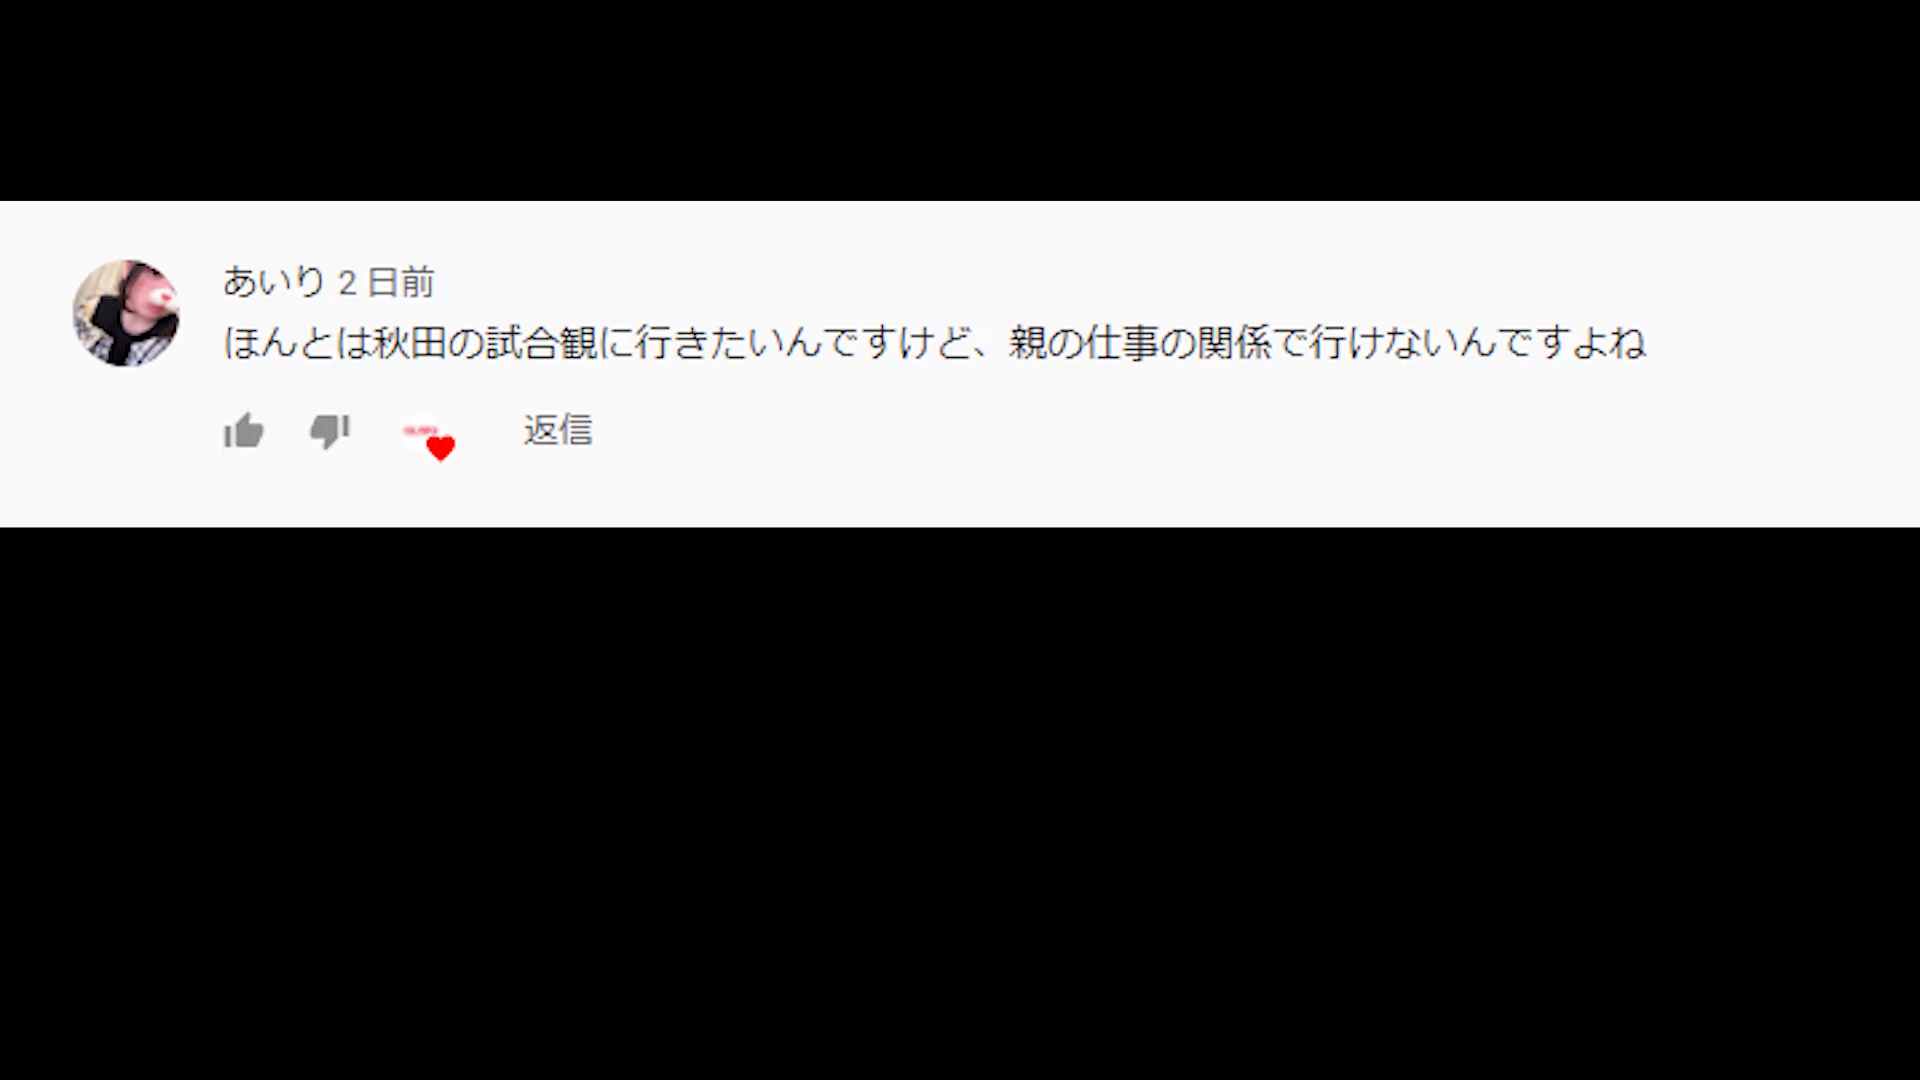 あいり 2 日前
ほんとは秋田の試合観に行きたいんですけど、親の仕事の関係で行けないんですよね
返信